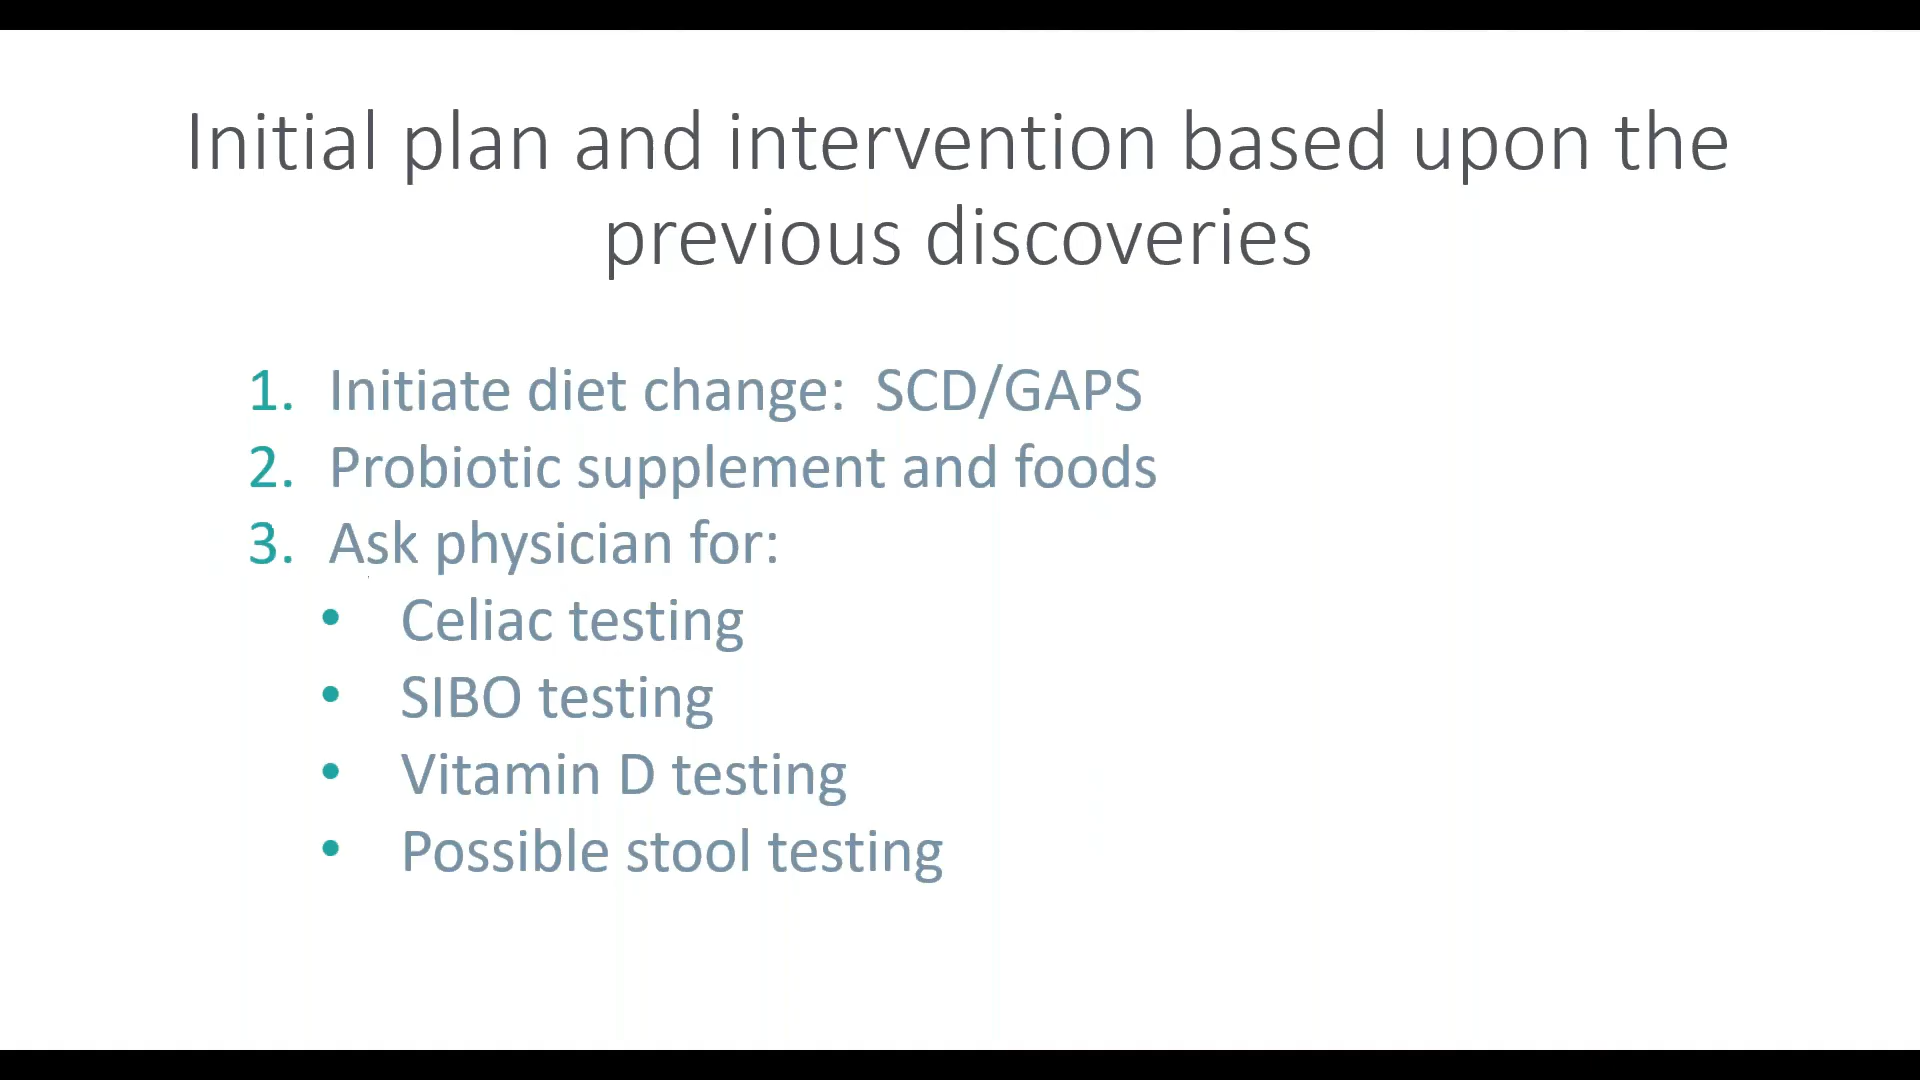 Initial plan and intervention based upon the
previous discoveries
1. Initiate diet change: SCD/GAPS
2. Probiotic supplement and foods
3. Ask physician for:
• Celiac testing
• SIBO testing
• Vitamin D testing
• Possible stool testing